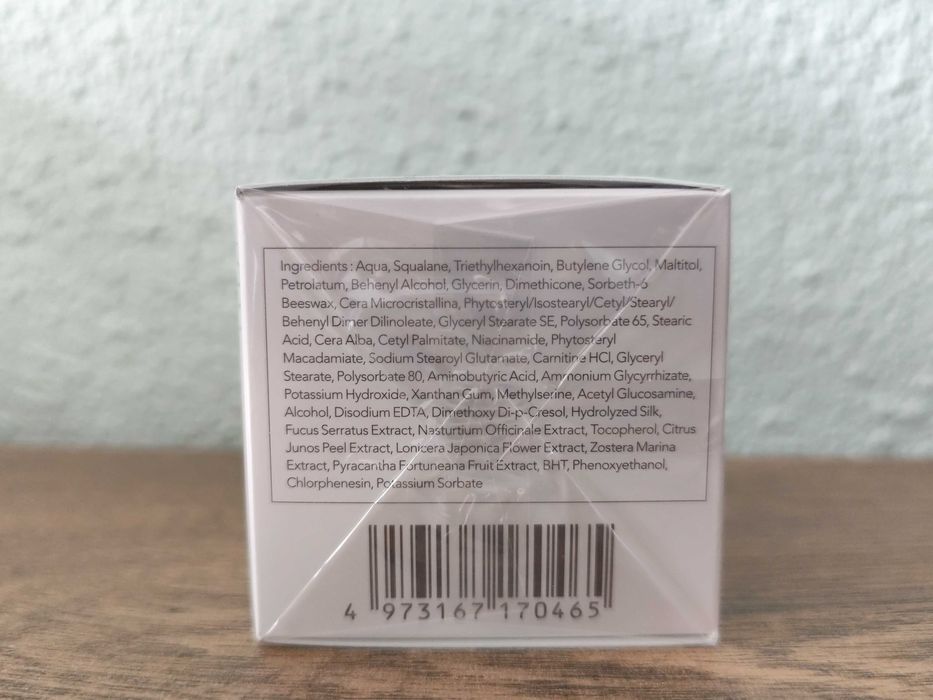 Ingredients : Aqua, Squalane, Triethylhexanoin, Butylene Glycol, Maltitol,
Petrolatum, Behenyl Alcohol, Glycerin, Dimethicone, Sorbeth-6
Beeswax, Cera Microcristallina, Phytosteryl/Isostearyl/Cetyl/Stearyl/
Behenyl Dimer Dilinoleate, Glyceryl Stearate SE, Polysorbate 65, Stearic
Acid, Cera Alba, Cetyl Palmitate, Niacinamide, Phytosteryl
Macadamiate, Sodium Stearoyl Glutamate, Carnitine HCl, Glyceryl
Stearate, Polysorbate 80, Aminobutyric Acid, Ammonium Glycyrrhizate,
Potassium Hydroxide, Xanthan Gum, Methylserine, Acetyl Glucosamine,
Alcohol, Disodium EDTA, Dimethoxy Di-p-Cresol, Hydrolyzed Silk,
Fucus Serratus Extract, Nasturtium Officinale Extract, Tocopherol, Citrus
Junos Peel Extract, Lonicera Japonica Flower Extract, Zostera Marina
Extract, Pyracantha Fortuneana Fruit Extract, BHT, Phenoxyethanol,
Chlorphenesin, Potassium Sorbate
4 973167 170465